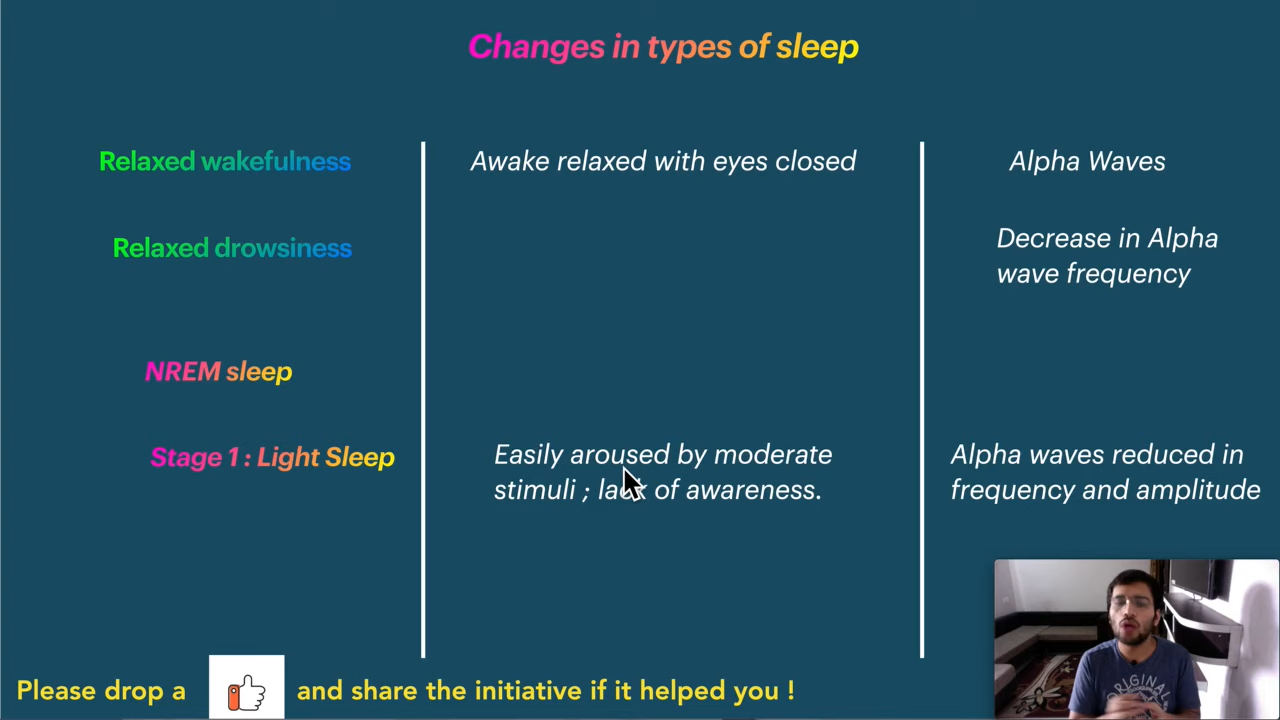 Changes in types of sleep
Relaxed wakefulness
Awake relaxed with eyes closed
Alpha Waves
Relaxed drowsiness
Decrease in Alpha
wave frequency
NREM sleep
Stage 1 : Light Sleep
Easily aroused by moderate
stimuli ; lack of awareness.
Alpha waves reduced in
frequency and amplitude
Please drop a
and share the initiative if it helped you !
ORIGINAL